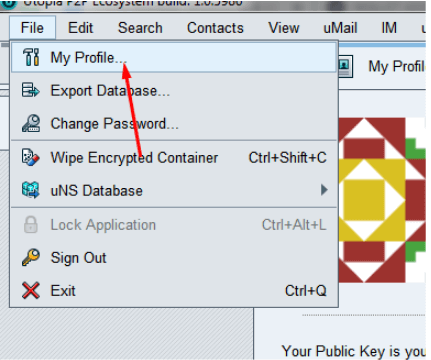 Utopia P2P Ecosystem build: 1.0.5980
File Edit Search Contacts View uMail IM
My Profile...
My Profil
Export Database...
Change Password...
Wipe Encrypted Container Ctrl+Shift+C
uNS Database
Lock Application Ctrl+Alt+L
Sign Out
Exit Ctrl+Q
Your Public Key is you